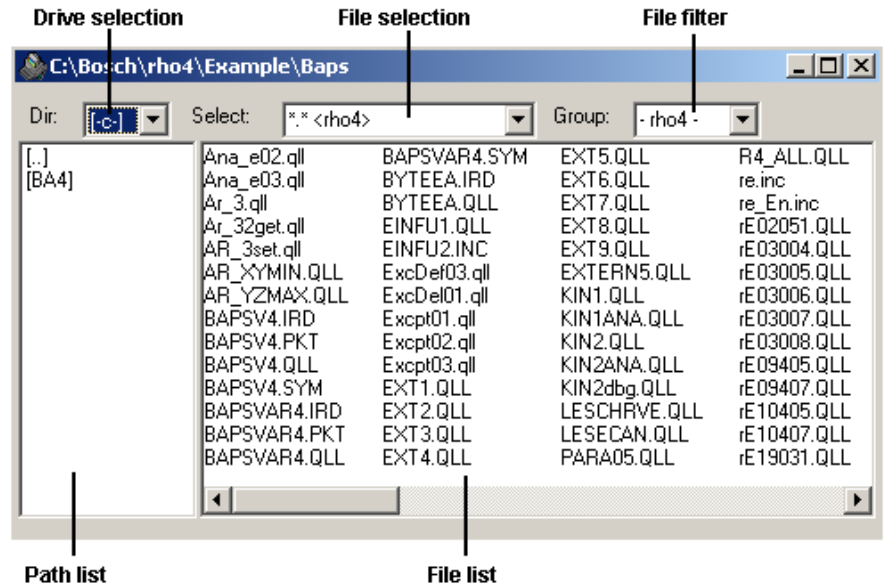 Drive selection File selection File filter
C:\Bosch\rho4\Example\Baps
Dir: [-c-] Select: *.* <rho4> Group: - rho4 -
[..]
[BA4]
Ana_e02.qll BAPSVAR4.SYM EXT5.QLL R4_ALL.QLL
Ana_e03.qll BYTEEA.IRD EXT6.QLL re.inc
Ar_3.qll BYTEEA.QLL EXT7.QLL re_En.inc
Ar_32get.qll EINFU1.QLL EXT8.QLL rE02051.QLL
AR_3set.qll EINFU2.INC EXT9.QLL rE03004.QLL
AR_XYMIN.QLL ExcDef03.qll EXTERN5.QLL rE03005.QLL
AR_YZMAX.QLL ExcDel01.qll KIN1.QLL rE03006.QLL
BAPSV4.IRD Excpt01.qll KIN1ANA.QLL rE03007.QLL
BAPSV4.PKT Excpt02.qll KIN2.QLL rE03008.QLL
BAPSV4.QLL Excpt03.qll KIN2ANA.QLL rE09405.QLL
BAPSV4.SYM EXT1.QLL KIN2dbg.QLL rE09407.QLL
BAPSVAR4.IRD EXT2.QLL LESCHRVE.QLL rE10405.QLL
BAPSVAR4.PKT EXT3.QLL LESECAN.QLL rE10407.QLL
BAPSVAR4.QLL EXT4.QLL PARA05.QLL rE19031.QLL
Path list File list